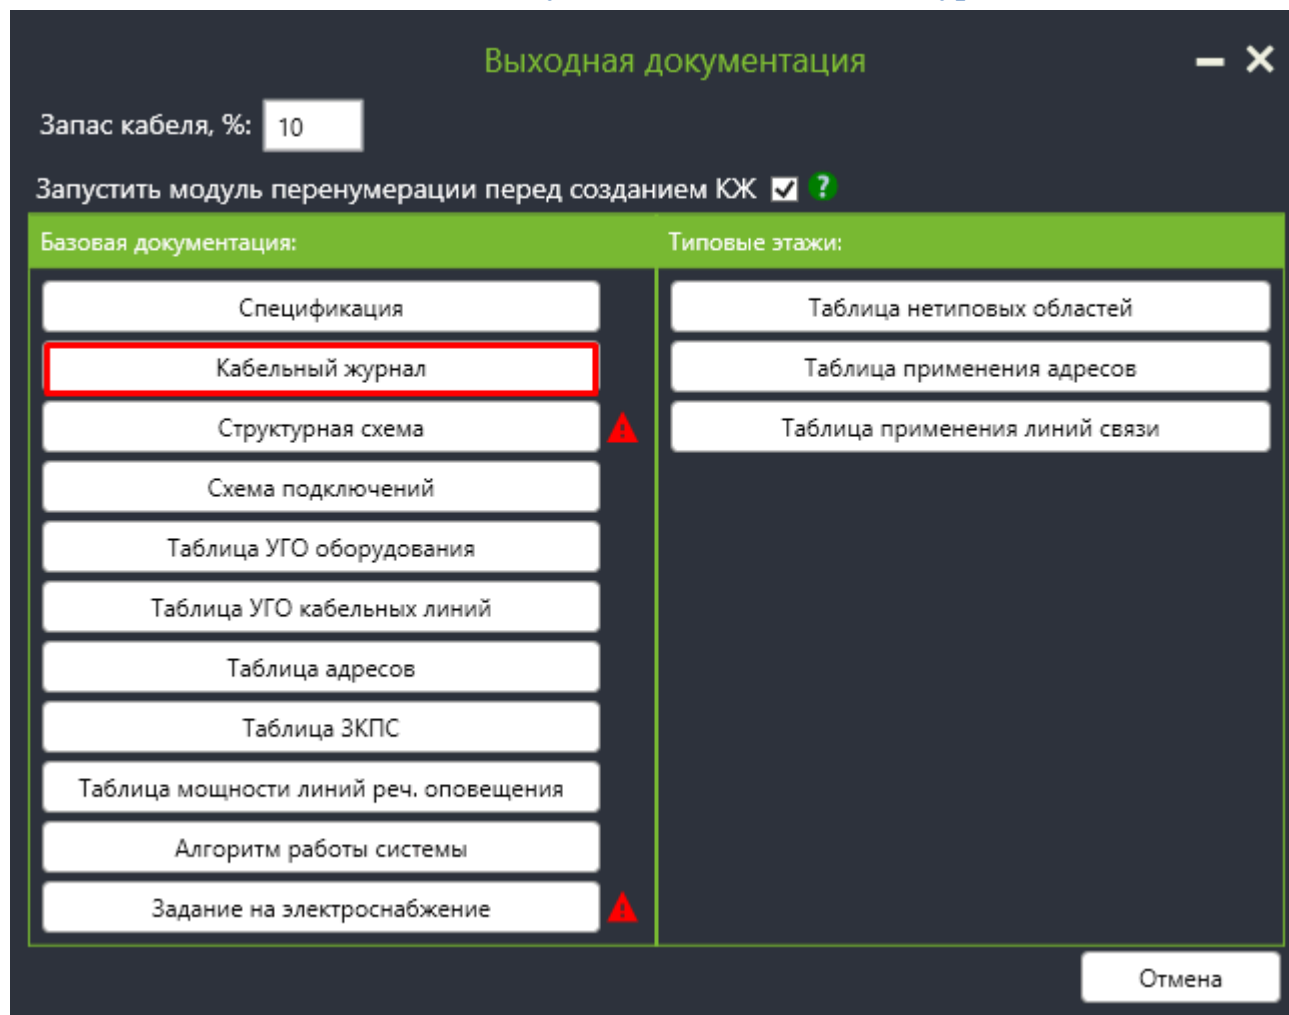 Выходная документация
Запас кабеля, %: 10
Запустить модуль перенумерации перед созданием КЖ ?
Базовая документация:
Спецификация
Кабельный журнал
Структурная схема
Схема подключений
Таблица УГО оборудования
Таблица УГО кабельных линий
Таблица адресов
Таблица ЗКПС
Таблица мощности линий реч. оповещения
Алгоритм работы системы
Задание на электроснабжение
Типовые этажи:
Таблица нетиповых областей
Таблица применения адресов
Таблица применения линий связи
Отмена